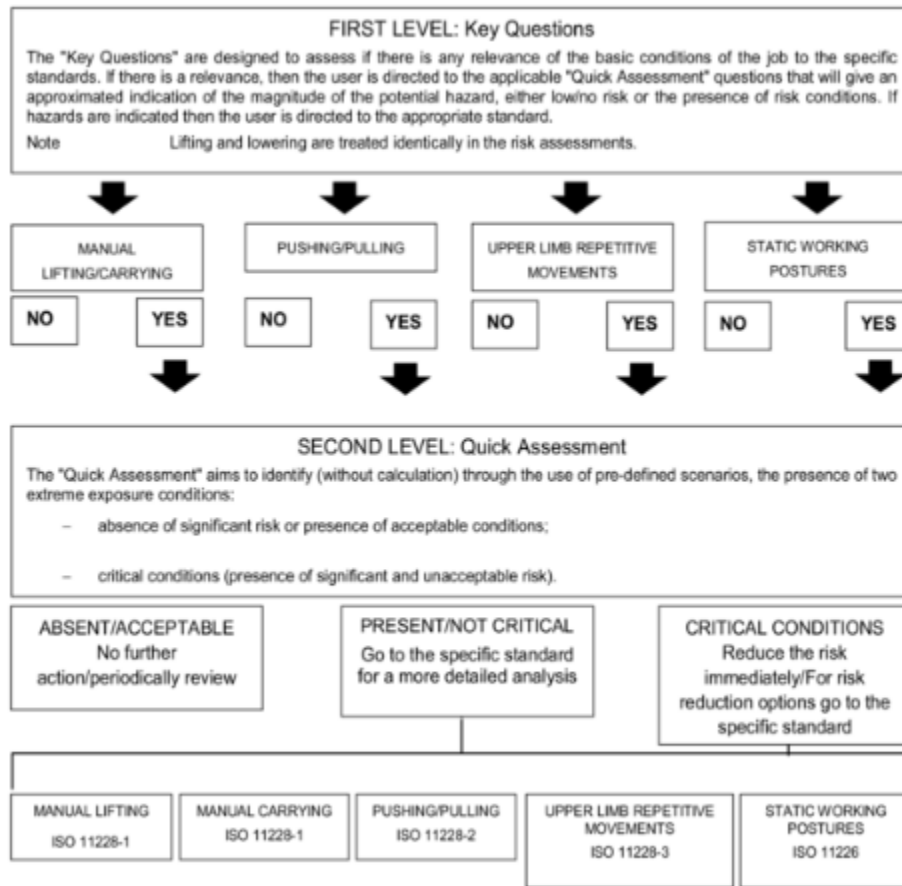 FIRST LEVEL: Key Questions
The "Key Questions" are designed to assess if there is any relevance of the basic conditions of the job to the specific
standards. If there is a relevance, then the user is directed to the applicable "Quick Assessment" questions that will give an
approximated indication of the magnitude of the potential hazard, either low/no risk or the presence of risk conditions. If
hazards are indicated then the user is directed to the appropriate standard.
Note Lifting and lowering are treated identically in the risk assessments.
MANUAL
LIFTING/CARRYING
PUSHING/PULLING
UPPER LIMB REPETITIVE
MOVEMENTS
STATIC WORKING
POSTURES
NO
YES
NO
YES
NO
YES
NO
YES
SECOND LEVEL: Quick Assessment
The "Quick Assessment" aims to identify (without calculation) through the use of pre-defined scenarios, the presence of two
extreme exposure conditions:
– absence of significant risk or presence of acceptable conditions;
– critical conditions (presence of significant and unacceptable risk).
ABSENT/ACCEPTABLE
No further
action/periodically review
PRESENT/NOT CRITICAL
Go to the specific standard
for a more detailed analysis
CRITICAL CONDITIONS
Reduce the risk
immediately/For risk
reduction options go to the
specific standard
MANUAL LIFTING
ISO 11228-1
MANUAL CARRYING
ISO 11228-1
PUSHING/PULLING
ISO 11228-2
UPPER LIMB REPETITIVE
MOVEMENTS
ISO 11228-3
STATIC WORKING
POSTURES
ISO 11226